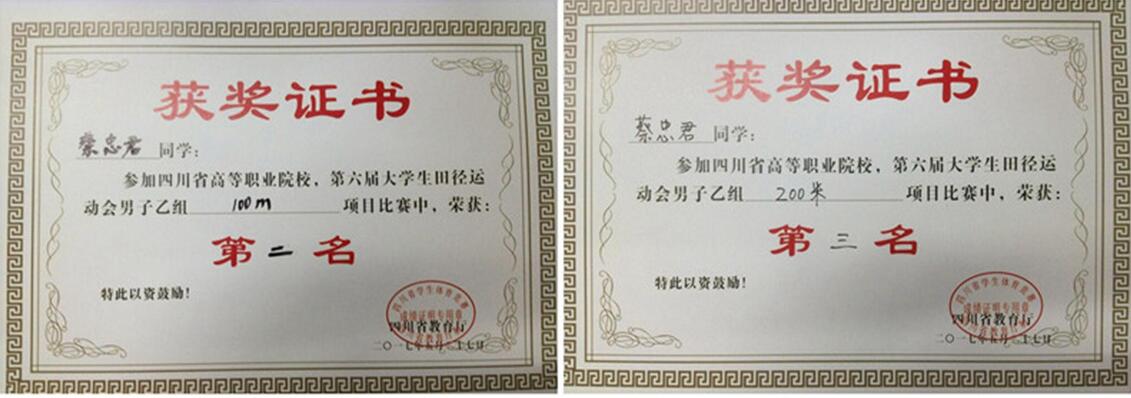 获奖证书
蔡忠君同学:
参加四川省高等职业院校,第六届大学生田径运
动会男子乙组 100m 项目比赛中,荣获:
第二名
特此以资鼓励!
四川省教育厅
获奖证书
蔡忠君同学:
参加四川省高等职业院校,第六届大学生田径运
动会男子乙组 200米 项目比赛中,荣获:
第三名
特此以资鼓励!
四川省教育厅